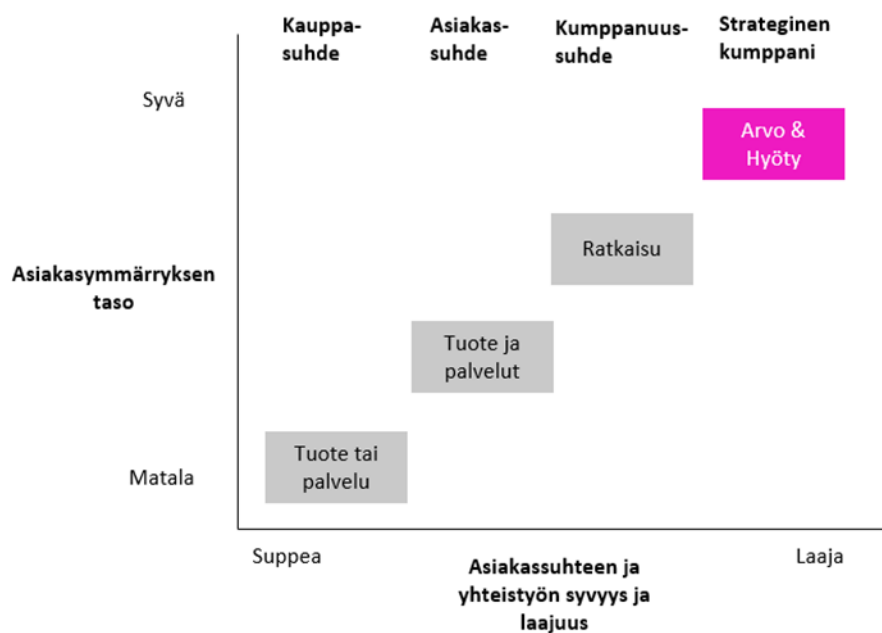 Kauppa-
suhde
Asiakas-
suhde
Kumppanuus-
suhde
Strateginen
kumppani
Syvä
Arvo &
Hyöty
Ratkaisu
Asiakasymmärryksen
taso
Tuote ja
palvelut
Tuote tai
palvelu
Matala
Suppea
Asiakassuhteen ja
yhteistyön syvyys ja
laajuus
Laaja